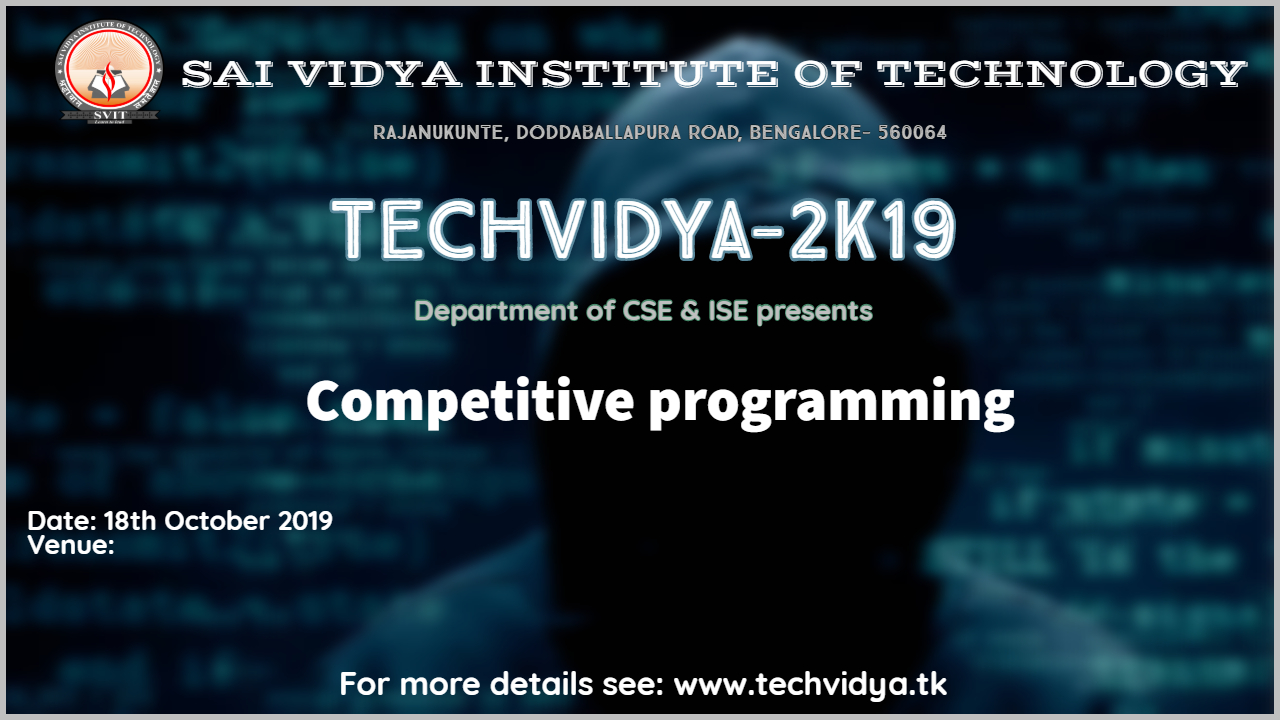 SAI VIDYA INSTITUTE OF TECHNOLOGY
SVIT
RAJANUKUNTE, DODDABALLAPURA ROAD, BENGALORE- 560064
TECHVIDYA-2K19
Department of CSE & ISE presents
Competitive programming
Date: 18th October 2019
Venue:
For more details see: www.techvidya.tk